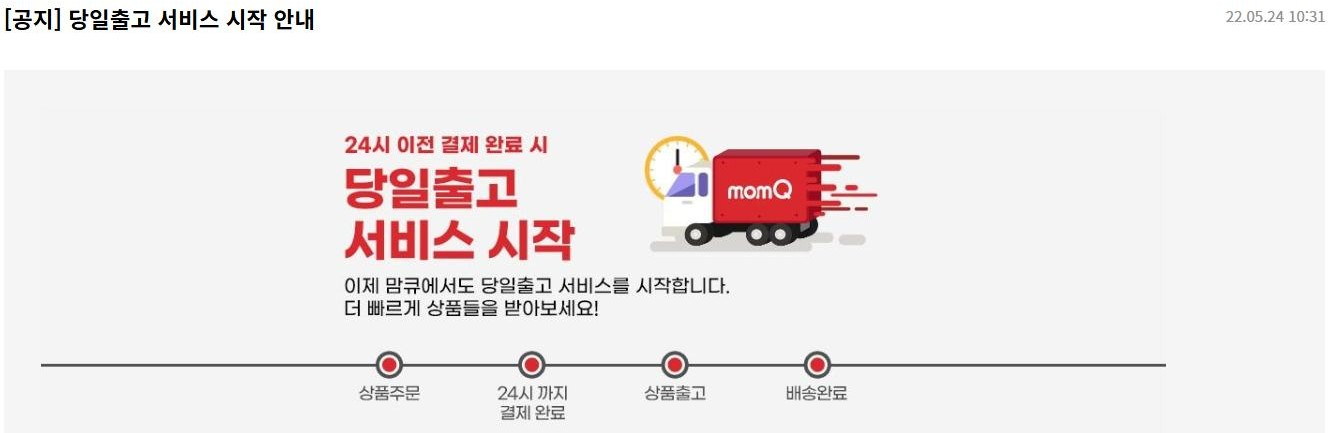 [공지] 당일출고 서비스 시작 안내
22.05.24 10:31
24시 이전 결제 완료 시
당일출고
서비스 시작
momQ
이제 맘큐에서도 당일출고 서비스를 시작합니다.
더 빠르게 상품들을 받아보세요!
상품주문
24시 까지
결제 완료
상품출고
배송완료